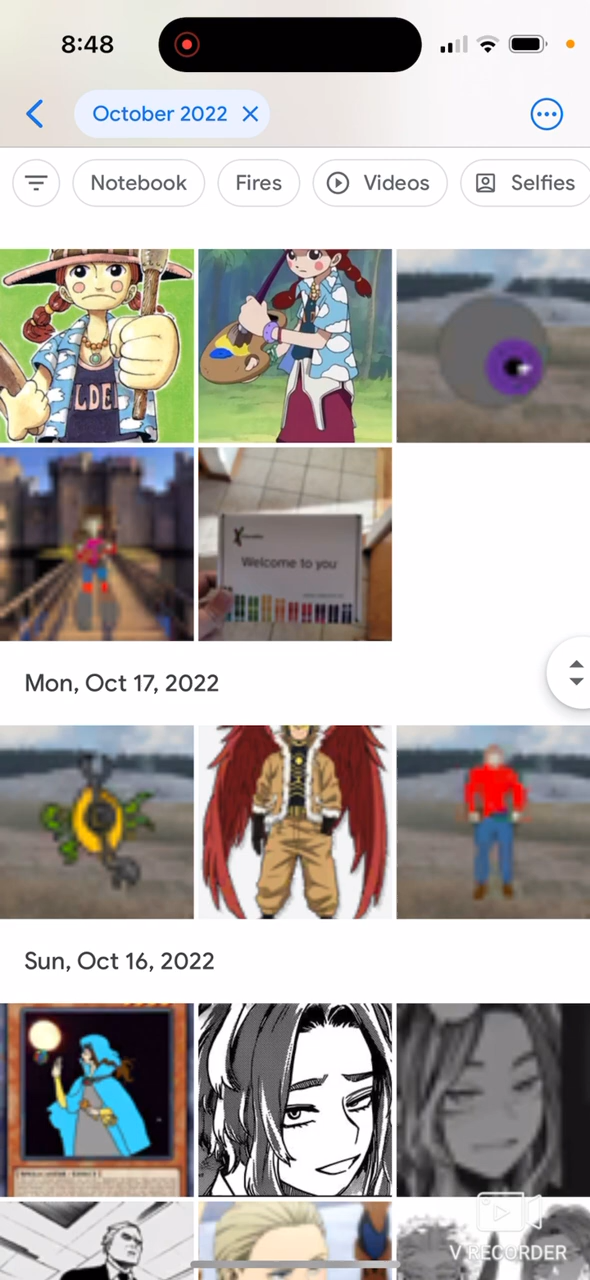 8:48
October 2022
Notebook
Fires
Videos
Selfies
LDE
Welcome to you
Mon, Oct 17, 2022
Sun, Oct 16, 2022
V RECORDER